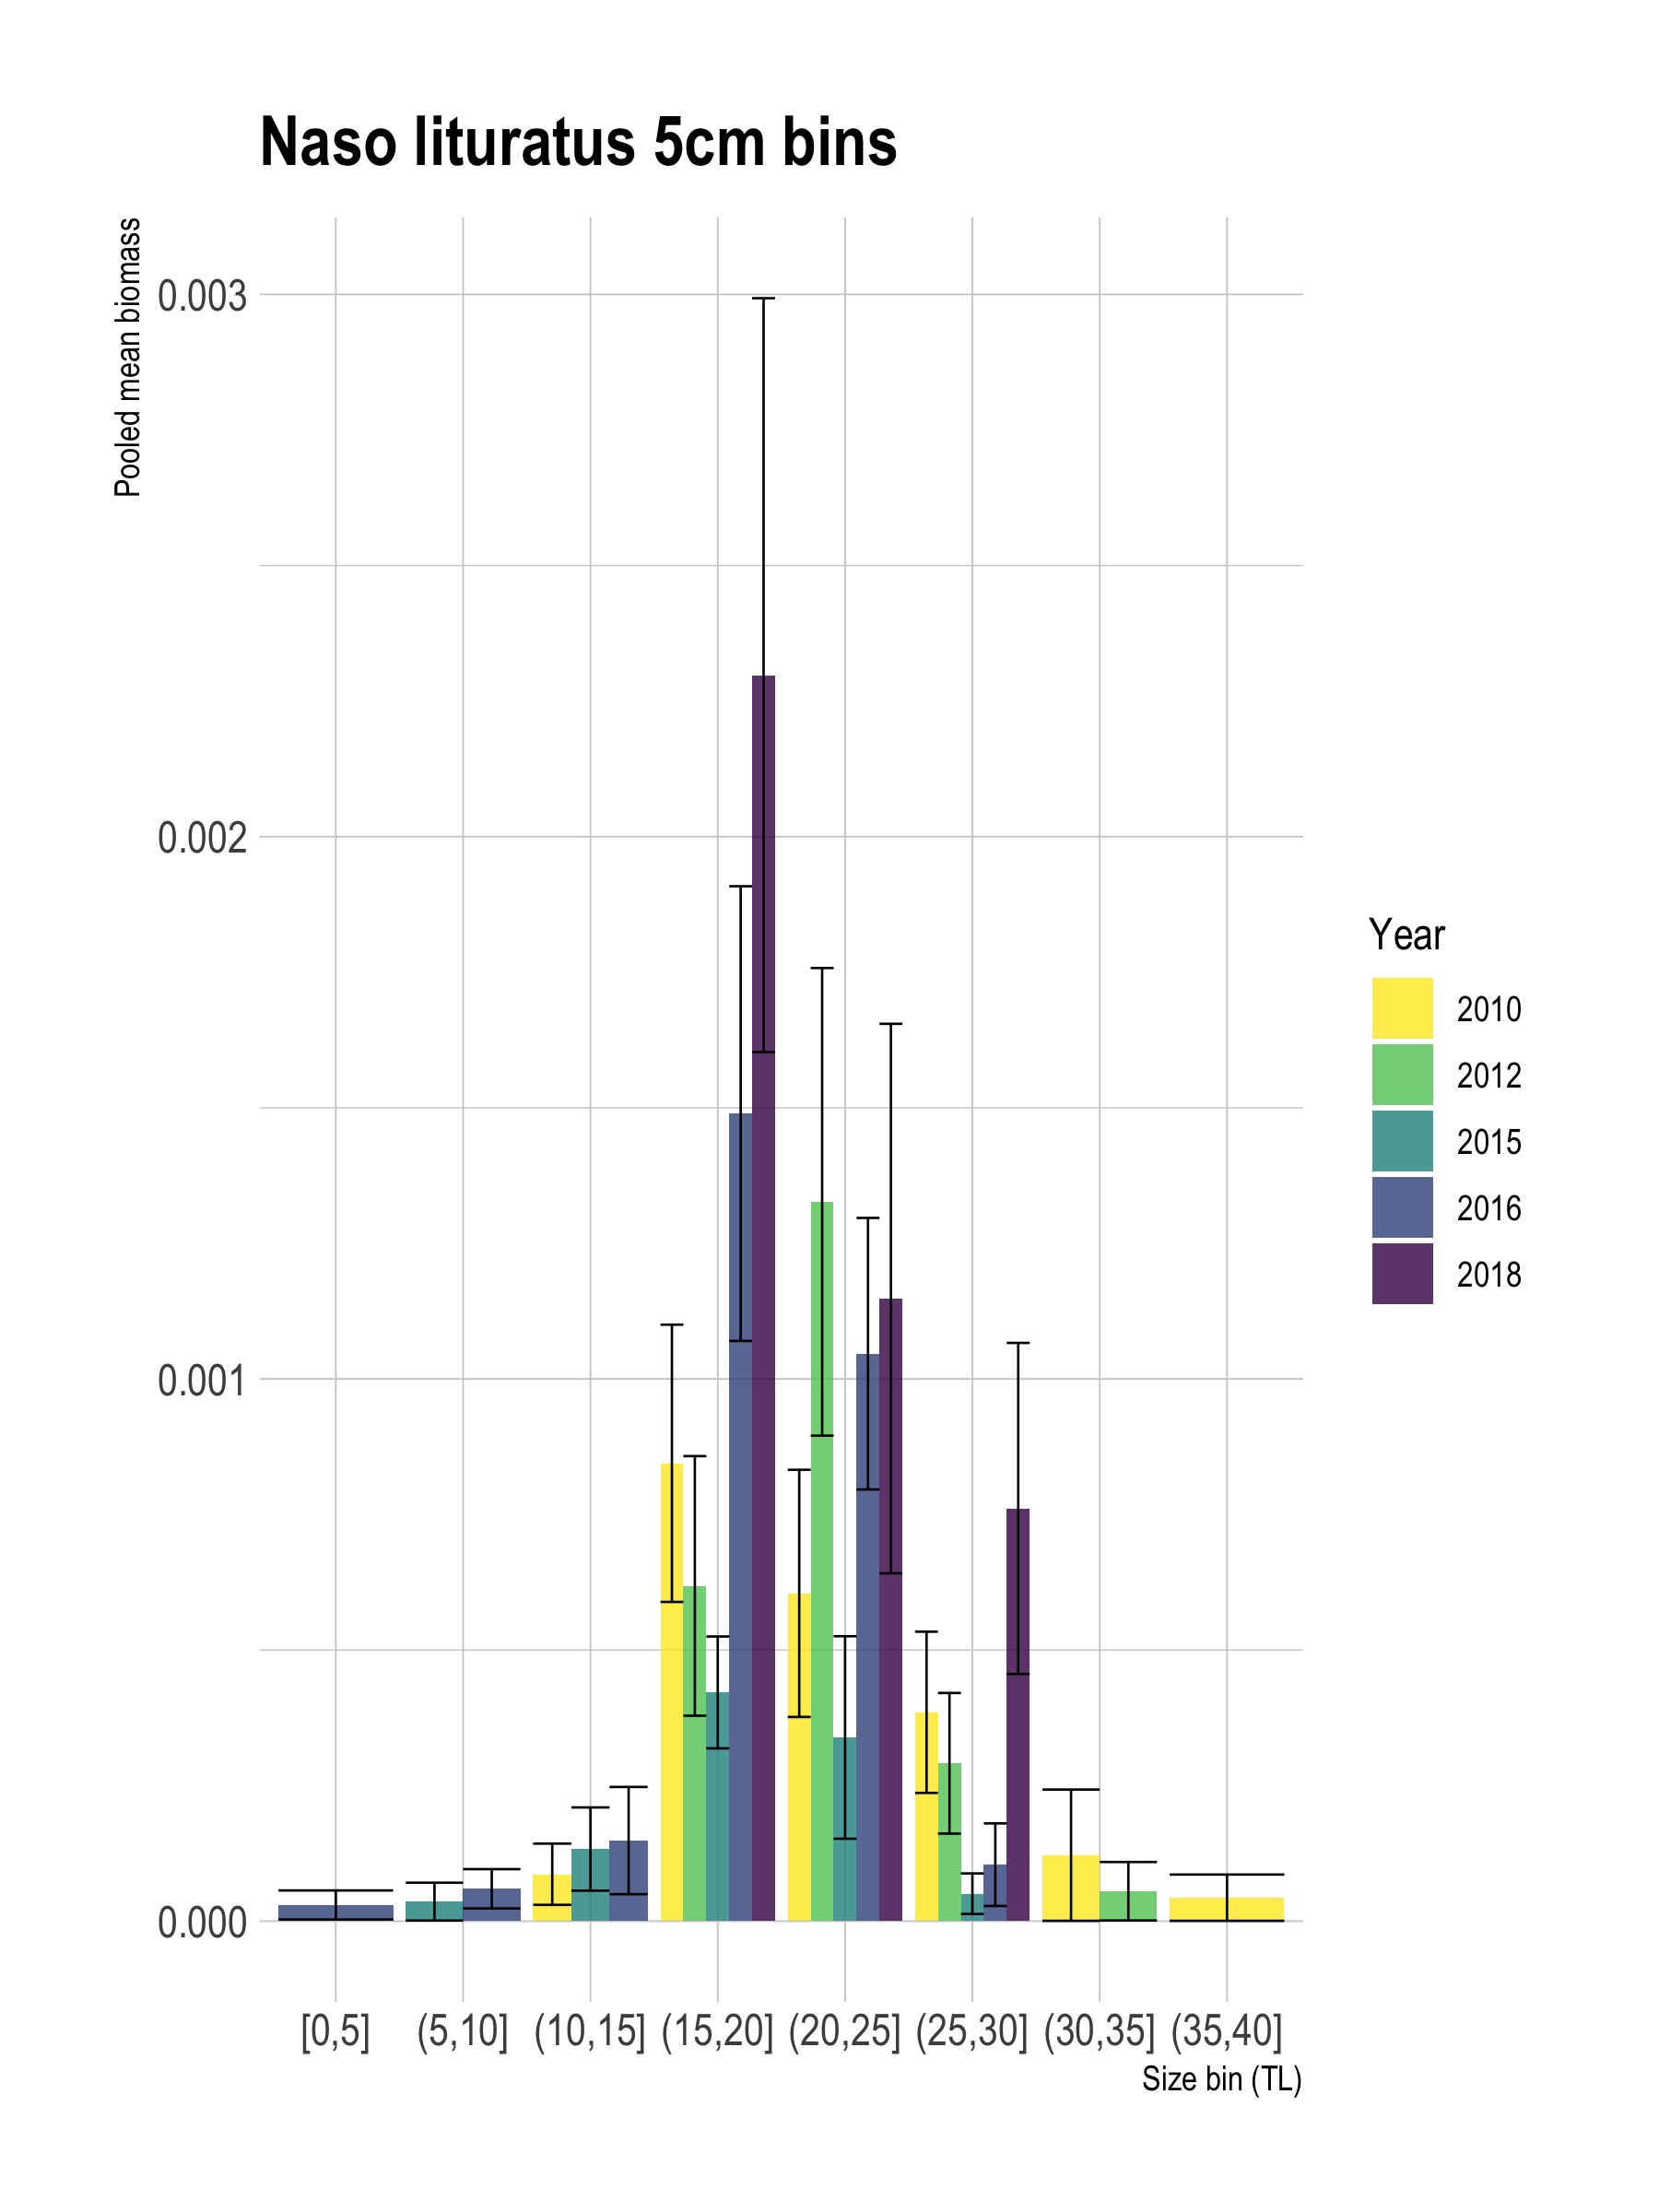 Naso lituratus 5cm bins
Pooled mean biomass
0.003
0.002
0.001
0.000
[0,5] (5,10] (10,15] (15,20] (20,25] (25,30] (30,35] (35,40]
Size bin (TL)
Year
2010
2012
2015
2016
2018